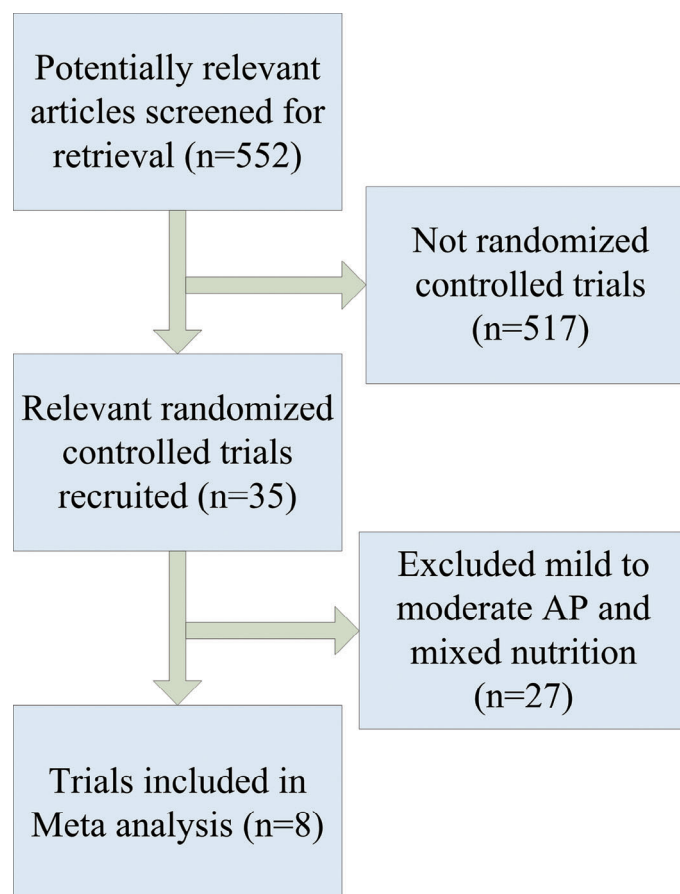 Potentially relevant
articles screened for
retrieval (n=552)
Not randomized
controlled trials
(n=517)
Relevant randomized
controlled trials
recruited (n=35)
Excluded mild to
moderate AP and
mixed nutrition
(n=27)
Trials included in
Meta analysis (n=8)